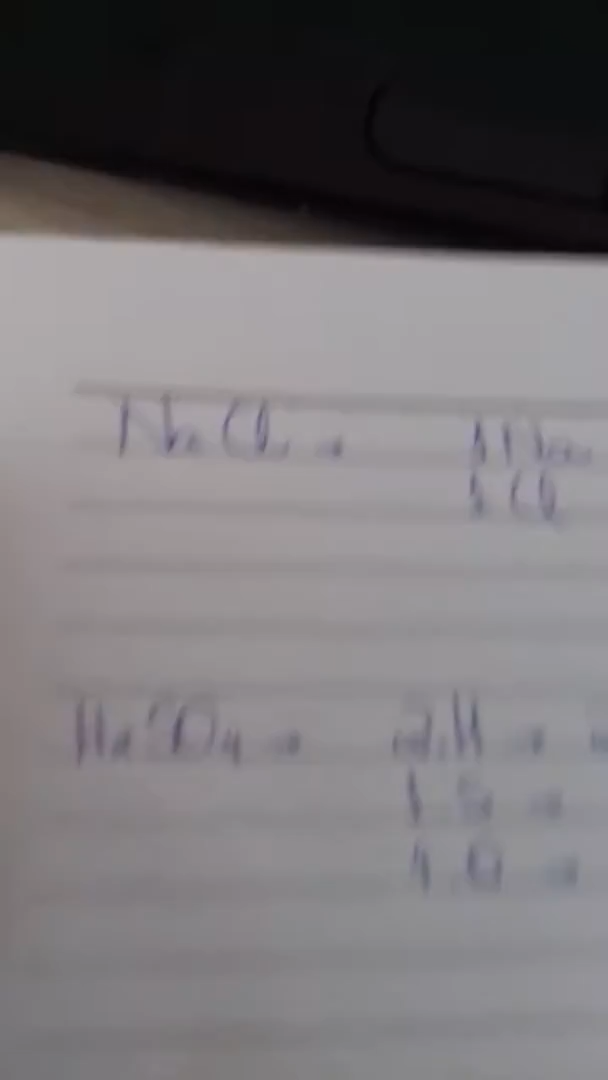 NaCl → 1 Na
1 Cl
H₂SO₄ → 2.H →
1.S →
4.O →